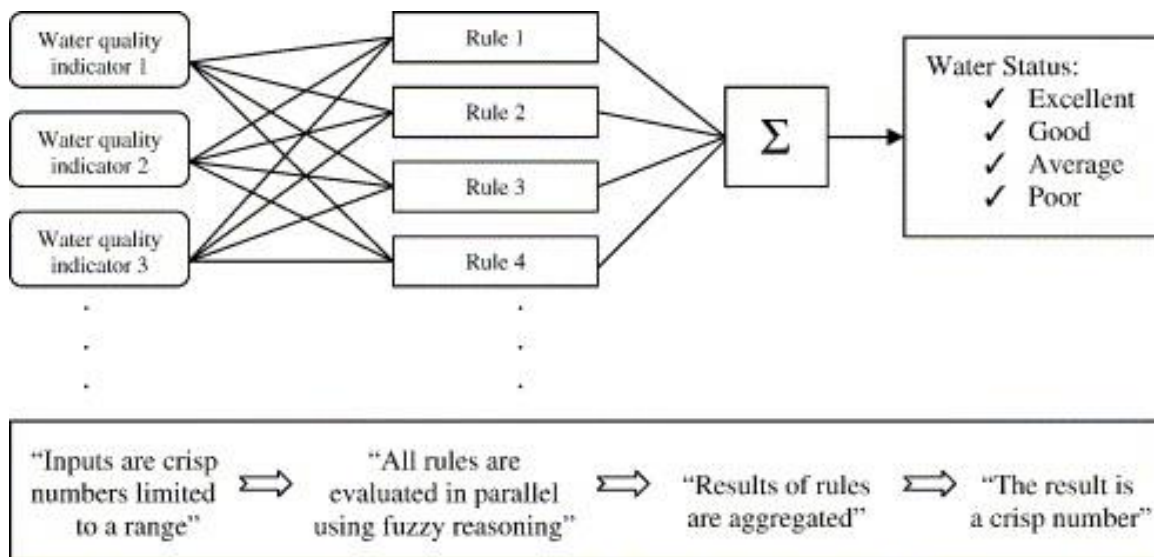 Water quality
indicator 1
Water quality
indicator 2
Water quality
indicator 3
.
.
.
Rule 1
Rule 2
Rule 3
Rule 4
.
.
.
Σ
Water Status:
✓ Excellent
✓ Good
✓ Average
✓ Poor
“Inputs are crisp
numbers limited
to a range”
“All rules are
evaluated in parallel
using fuzzy reasoning”
“Results of rules
are aggregated”
“The result is
a crisp number”